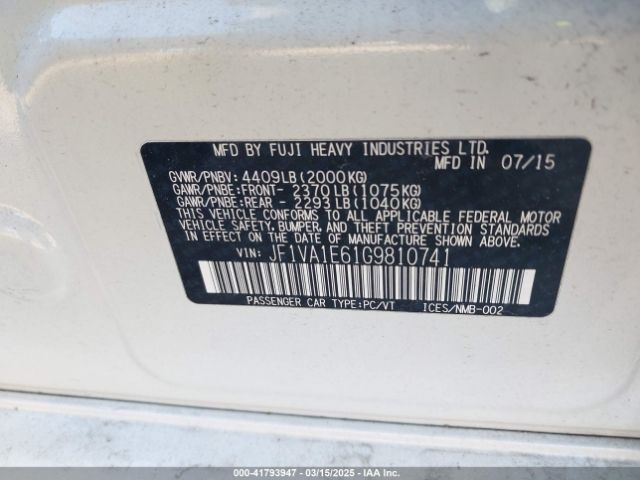 MFD BY FUJI HEAVY INDUSTRIES LTD.
MFD IN 07/15
GVWR/PNBV: 4409LB(2000KG)
GAWR/PNBE:FRONT- 2370LB(1075KG)
GAWR/PNBE:REAR - 2293LB(1040KG)
THIS VEHICLE CONFORMS TO ALL APPLICABLE FEDERAL MOTOR
VEHICLE SAFETY, BUMPER, AND THEFT PREVENTION STANDARDS
IN EFFECT ON THE DATE OF MANUFACTURE SHOWN ABOVE.
VIN: JF1VA1E61G9810741
PASSENGER CAR TYPE:PC/VT ICES/NMB-002
000-41793947 - 03/15/2025 - IAA Inc.